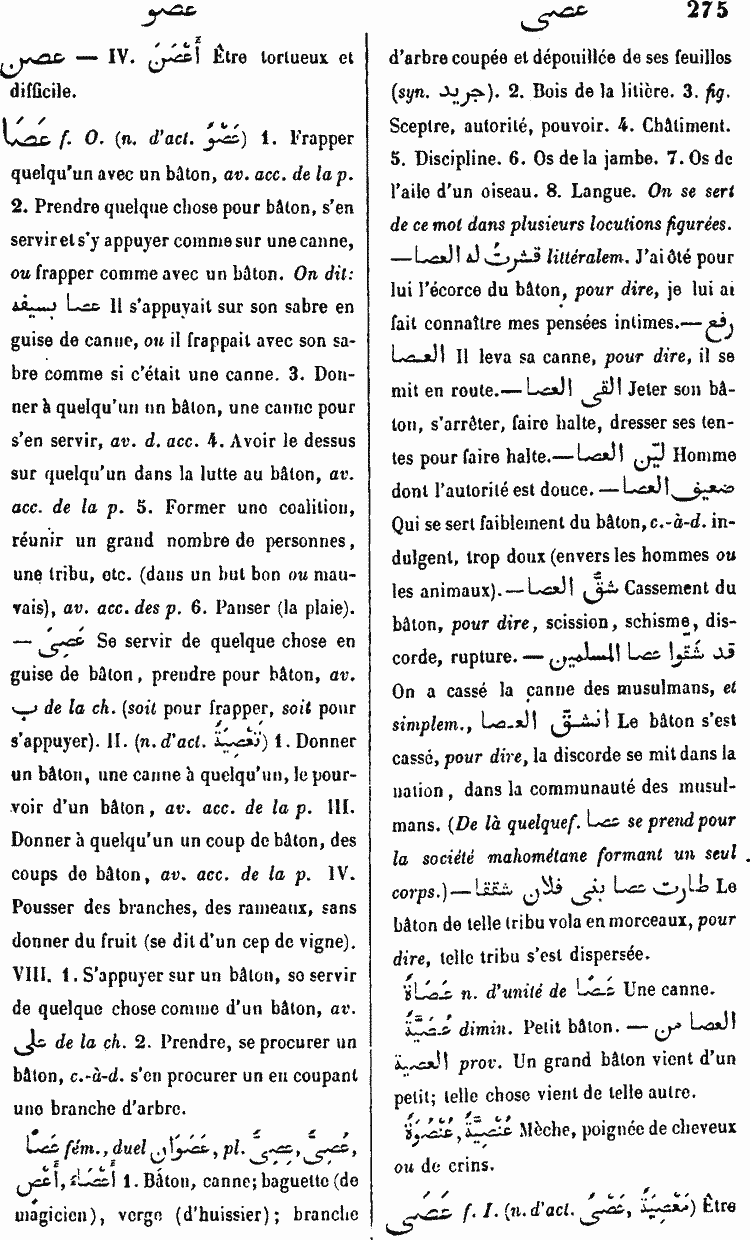 عصو
عصى 275
عصن — IV. أَعْصَنَ Être tortueux et
difficile.
عَصَا f. O. (n. d'act. عَصْوٌ) 1. Frapper
quelqu'un avec un bâton, av. acc. de la p.
2. Prendre quelque chose pour bâton, s'en
servir et s'y appuyer comme sur une canne,
ou frapper comme avec un bâton. On dit:
عصا بسيفه Il s'appuyait sur son sabre en
guise de canne, ou il frappait avec son sa-
bre comme si c'était une canne. 3. Don-
ner à quelqu'un un bâton, une canne pour
s'en servir, av. d. acc. 4. Avoir le dessus
sur quelqu'un dans la lutte au bâton, av.
acc. de la p. 5. Former une coalition,
réunir un grand nombre de personnes,
une tribu, etc. (dans un but bon ou mau-
vais), av. acc. des p. 6. Panser (la plaie).
— عَصِىَ Se servir de quelque chose en
guise de bâton, prendre pour bâton, av.
ب de la ch. (soit pour frapper, soit pour
s'appuyer). II. (n. d'act. تَعْصِيَةٌ) 1. Donner
un bâton, une canne à quelqu'un, le pour-
voir d'un bâton, av. acc. de la p. III.
Donner à quelqu'un un coup de bâton, des
coups de bâton, av. acc. de la p. IV.
Pousser des branches, des rameaux, sans
donner du fruit (se dit d'un cep de vigne).
VIII. 1. S'appuyer sur un bâton, se servir
de quelque chose comme d'un bâton, av.
على de la ch. 2. Prendre, se procurer un
bâton, c.-à-d. s'en procurer un en coupant
une branche d'arbre.
عَصًا fém., duel عَصَوَانِ, pl. عِصِىٌّ, عُصِىٌّ,
أَعْصَاءٌ, أَعْصٍ 1. Bâton, canne; baguette (de
magicien), verge (d'huissier); branche
d'arbre coupée et dépouillée de ses feuilles
(syn. جريد). 2. Bois de la litière. 3. fig.
Sceptre, autorité, pouvoir. 4. Châtiment.
5. Discipline. 6. Os de la jambe. 7. Os de
l'aile d'un oiseau. 8. Langue. On se sert
de ce mot dans plusieurs locutions figurées.
— قشرتُ له العصا littéralem. J'ai ôté pour
lui l'écorce du bâton, pour dire, je lui ai
fait connaître mes pensées intimes. — رفع
العصا Il leva sa canne, pour dire, il se
mit en route. — القى العصا Jeter son bâ-
ton, s'arrêter, faire halte, dresser ses ten-
tes pour faire halte. — ليّن العصا Homme
dont l'autorité est douce. — ضعيف العصا
Qui se sert faiblement du bâton, c.-à-d. in-
dulgent, trop doux (envers les hommes ou
les animaux). — شقّ العصا Cassement du
bâton, pour dire, scission, schisme, dis-
corde, rupture. — قد شقّوا عصا المسلمين
On a cassé la canne des musulmans, et
simplem., انشقّ العصا Le bâton s'est
cassé, pour dire, la discorde se mit dans la
nation, dans la communauté des musul-
mans. (De là quelquef. عصا se prend pour
la société mahométane formant un seul
corps.) — طارت عصا بنى فلان شققا Le
bâton de telle tribu vola en morceaux, pour
dire, telle tribu s'est dispersée.
عَصَاةٌ n. d'unité de عَصًا Une canne.
عُصَيَّةٌ dimin. Petit bâton. — العصا من
العصية prov. Un grand bâton vient d'un
petit; telle chose vient de telle autre.
عَنْصُوَةٌ, عَنْصِيَةٌ Mèche, poignée de cheveux
ou de crins.
عَصَى f. I. (n. d'act. عَصْىٌ, مَعْصِيَةٌ) Être